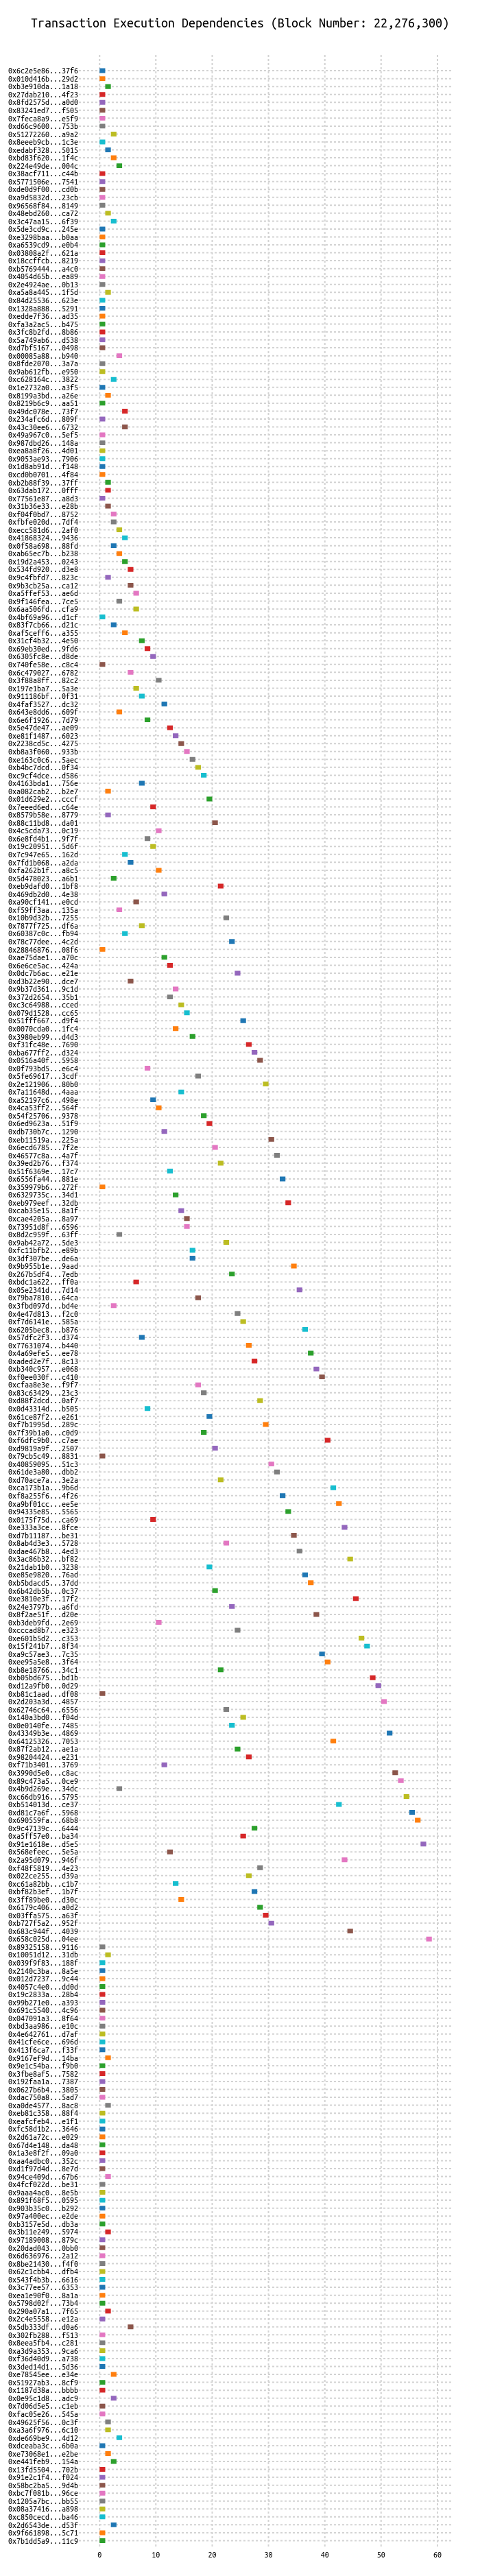 Transaction Execution Dependencies (Block Number: 22,276,300)
0x6c2e5e86...37f6
0x010d416b...29d2
0xb3e910da...1a18
0x27dab210...4f23
0x8fd2575d...a0d0
0x83241ed7...f505
0x7feca8a9...e5f9
0xd66c9600...753b
0x51272260...a9a2
0x8eeeb9cb...1c3e
0xedabf328...5015
0xbd83f620...1f4c
0x224e49de...004c
0x38acf711...c44b
0x5771506e...7541
0xde0d9f00...cd0b
0xa9d5832d...23cb
0x96568f84...8149
0x48ebd260...ca72
0x3c47aa15...6f39
0x5de3cd9c...245e
0xe3298baa...b0aa
0xa6539cd9...e0b4
0x03808a2f...621a
0x18ccffcb...8219
0xb5769444...a4c0
0x4054d65b...ea89
0x2e4924ae...0b13
0xa5a8a445...1f5d
0x84d25536...623e
0x1328a888...5291
0xedde7f36...ad35
0xfa3a2ac5...b475
0x3fc8b2fd...8b86
0x5a749ab6...d538
0xd7bf5167...0498
0x00085a88...b940
0x8fde2070...3a7a
0x9ab612fb...e950
0xc628164c...3822
0x1e2732a0...a3f5
0x8199a3bd...a26e
0x8219b6c9...aa51
0x49dc078e...73f7
0x234afc6d...809f
0x43c30ee6...6732
0x49a967c0...5ef5
0x987dbd26...148a
0xea8a8f26...4d01
0x9053ae93...7906
0x1d8ab91d...f148
0xcd0b0701...4f84
0xb2b88f39...37ff
0x63dab172...0fff
0x77561e87...a8d3
0x31b36e33...e28b
0xf04f0bd7...8752
0xfbfe020d...7df4
0xecc581d6...2af0
0x41868324...9436
0x0f58a698...88fd
0xab65ec7b...b238
0x19d2a453...0243
0x534fd920...d3e8
0x9c4fbfd7...823c
0x9b3cb25a...ca12
0xa5ffef53...ae6d
0x9f146fea...7ce5
0x6aa506fd...cfa9
0x4bf69a96...d1cf
0x83f7cb66...d21c
0xaf5ceff6...a355
0x31cf4b32...4e50
0x69eb30ed...9fd6
0x6305fc8e...d8de
0x740fe58e...c8c4
0x6c479027...6782
0x3f88a8ff...82c2
0x197e1ba7...5a3e
0x911186bf...0f31
0x4faf3527...dc32
0x643e8dd6...609f
0x6e6f1926...7d79
0x5e47de47...ae09
0xe81f1487...6023
0x2238cd5c...4275
0xb8a3f060...933b
0xe163c0c6...5aec
0xb4bc7dcd...0f34
0xc9cf4dce...d586
0x4163bda1...756e
0xa082cab2...b2e7
0x01d629e2...cccf
0x7eeed6ed...c64e
0x8579b58e...8779
0x88c11bd8...da01
0x4c5cda73...0c19
0x6e8fd4b1...9f7f
0x19c20951...5d6f
0x7c947e65...162d
0x7fd1b068...a2da
0xfa262b1f...a8c5
0x5d478023...a6b1
0xeb9dafd0...1bf8
0x469db2d0...4e38
0xa90cf141...e0cd
0xf59ff3aa...135a
0x10b9d32b...7255
0x7877f725...df6a
0x60387c0c...fb94
0x78c77dee...4c2d
0x28846876...08f6
0xae75dae1...a70c
0x6e6ce5ac...424a
0x0dc7b6ac...e21e
0xd3b22e90...dce7
0x9b37d361...9c1d
0x372d2654...35b1
0xc3c64988...cced
0x079d1528...cc65
0x51fff667...d9f4
0x0070cda0...1fc4
0x3980eb99...d4d3
0xf31fc48e...7690
0xba677ff2...d324
0x0516a40f...5958
0x0f793bd5...e6c4
0x5fe69617...3cdf
0x2e121906...80b0
0x7a11648d...4aaa
0xa52197c6...498e
0x4ca53ff2...564f
0x54f25706...9378
0x6ed9623a...51f9
0xdb730b7c...1290
0xeb11519a...225a
0x6ecd6785...7f2e
0x46577c8a...4a7f
0x39ed2b76...f374
0x51f6369e...17c7
0x6556fa44...881e
0x359979b6...272f
0x6329735c...34d1
0xeb979eef...32db
0xcab35e15...8a1f
0xcae4205a...8a97
0x73951d8f...6596
0x8d2c959f...63ff
0x9ab42a72...5de3
0xfc11bfb2...e89b
0x3df307be...de6a
0x9b955b1e...9aad
0x267b5df4...7edb
0xbdc1a622...ff0a
0x05e2341d...7d14
0x79ba7810...64ca
0x3fbd097d...bd4e
0x4e47d813...f2c0
0xf7d6141e...585a
0x6205bec8...b876
0x57dfc2f3...d374
0x77631074...b440
0x4a69efe5...ee78
0xaded2e7f...8c13
0xb340c957...e068
0xf0ee030f...c410
0xcfaa8e3e...f9f7
0x83c63429...23c3
0xd88f2dcd...0af7
0x0d43314d...b505
0x61ce87f2...e261
0xf7b1995d...289c
0x7f39b1a0...c0d9
0xf6dfc9b0...c7ae
0xd9819a9f...2507
0x79cb5c49...8831
0x40859095...51c3
0x61de3a80...dbb2
0xd70ace7a...3e2a
0xca173b1a...9b6d
0xf8a255f6...4f26
0xa9bf01cc...ee5e
0x94335e85...5565
0x0175f75d...ca69
0xe333a3ce...8fce
0xd7b11187...be31
0x8ab4d3e3...5728
0xdae467b8...4ed3
0x3ac86b32...bf82
0x21dab1b0...3238
0xe85e9820...76ad
0xb5bdacd5...37dd
0x6b42db5b...0c37
0xe3810e3f...17f2
0x24e3797b...a6fd
0x8f2ae51f...d20e
0xb3deb9fd...2e69
0xcccad8b7...e323
0xe601b5d2...c353
0x15f241b7...8f34
0xa9c57ae3...7c35
0xee95a5e8...3f64
0xb8e18766...34c1
0xb05bd675...bd1b
0xd12a9fb0...0d29
0xb81c1aad...df08
0x2d203a3d...4857
0x62746c64...6556
0x140a3bd0...f04d
0x0e0140fe...7485
0x43349b3e...4869
0x64125326...7053
0x87f2ab12...ae1a
0x98204424...e231
0xf71b3401...3769
0x3990d5e0...c8ac
0x89c473a5...0ce9
0x4b9d269e...34dc
0xc66db916...5795
0xb514013d...ce37
0xd81c7a6f...5968
0x690559fa...68b8
0x9c47139c...6444
0xa5ff57e0...ba34
0x91e1618e...d5e5
0x568efeec...5e5a
0x2a95d079...946f
0xf48f5819...4e23
0x022ce255...d39a
0xc61a82bb...c1b7
0xbf82b3ef...1b7f
0x3ff89be0...d30c
0x6179c406...a0d2
0x03ffa575...a63f
0xb727f5a2...952f
0x683c944f...4039
0x658c025d...04ee
0x89325158...9116
0x10051d12...31db
0x039f9f83...188f
0x2140c3ba...8a5e
0x012d7237...9c44
0x4057c4e0...dd0d
0x19c2833a...28b4
0x99b271e0...a393
0x691c5540...4c96
0x047091a3...8f64
0xbd3aa986...e10c
0x4e642761...d7af
0x41cfe6ce...696d
0x413f6ca7...f33f
0x9167ef9d...14ba
0x9e1c54ba...f9b0
0x3fbe8af5...7582
0x192faa1a...7387
0x0627b6b4...3805
0xdac750a8...5ad7
0xa0de4577...8ac8
0xeb81c358...88f4
0xeafcfeb4...e1f1
0xfc58d1b2...3646
0x2d61a72c...e029
0x67d4e148...da48
0x1a3e8f2f...09a0
0xaa4adbc0...352c
0xd1f97d4d...8e7d
0x94ce409d...67b6
0x4fcf022d...be31
0x9aaa4ac0...8e5b
0x891f68f5...0595
0x903b35c0...b292
0x97a400ec...e2de
0xb3157e5d...db3a
0x3b11e249...5974
0x97189008...879c
0x20dad043...0bb0
0x6d636976...2a12
0x8be21430...f4f0
0x62c1cbb4...dfb4
0x543f4b3b...6616
0x3c77ee57...6353
0xea1e90f0...8a1a
0x5798d02f...73b4
0x290a07a1...7f65
0x2c4e5558...e12a
0x5db333df...d0a6
0x302fb288...f513
0x8eea5fb4...c281
0xa3d9a353...9ca6
0xf36d40d9...a738
0x3ded14d1...5d36
0xe78545ee...e34e
0x51927ab3...8cf9
0x1187d38a...bbbb
0x0e95c1d8...adc9
0x7d06d5e5...c1eb
0xfac05e26...545a
0x49625f56...0c3f
0xa3a6f976...6c10
0xde669be9...4d12
0xdceaba3c...6b0a
0xe73068e1...e2be
0xe441feb9...154a
0x13fd5504...702b
0x91e2c1f4...f024
0x58bc2ba5...9d4b
0xbc7f081b...96ce
0x1205a7bc...bb55
0x08a37416...a898
0xc850cecd...ba46
0x2d6543de...d53f
0x9f661898...5c71
0x7b1dd5a9...11c9
0 10 20 30 40 50 60